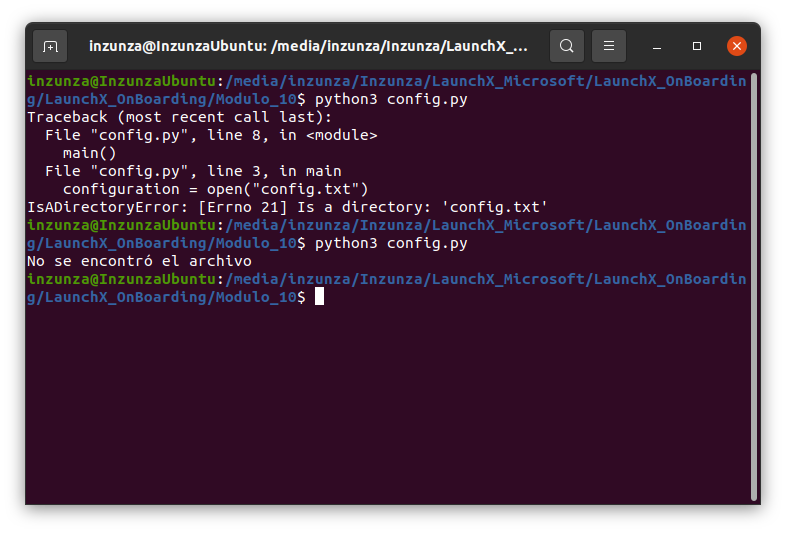 inzunza@InzunzaUbuntu: /media/inzunza/Inzunza/LaunchX_...
inzunza@InzunzaUbuntu:/media/inzunza/Inzunza/LaunchX_Microsoft/LaunchX_OnBoardin
g/LaunchX_OnBoarding/Modulo_10$ python3 config.py
Traceback (most recent call last):
  File "config.py", line 8, in <module>
    main()
  File "config.py", line 3, in main
    configuration = open("config.txt")
IsADirectoryError: [Errno 21] Is a directory: 'config.txt'
inzunza@InzunzaUbuntu:/media/inzunza/Inzunza/LaunchX_Microsoft/LaunchX_OnBoardin
g/LaunchX_OnBoarding/Modulo_10$ python3 config.py
No se encontró el archivo
inzunza@InzunzaUbuntu:/media/inzunza/Inzunza/LaunchX_Microsoft/LaunchX_OnBoardin
g/LaunchX_OnBoarding/Modulo_10$